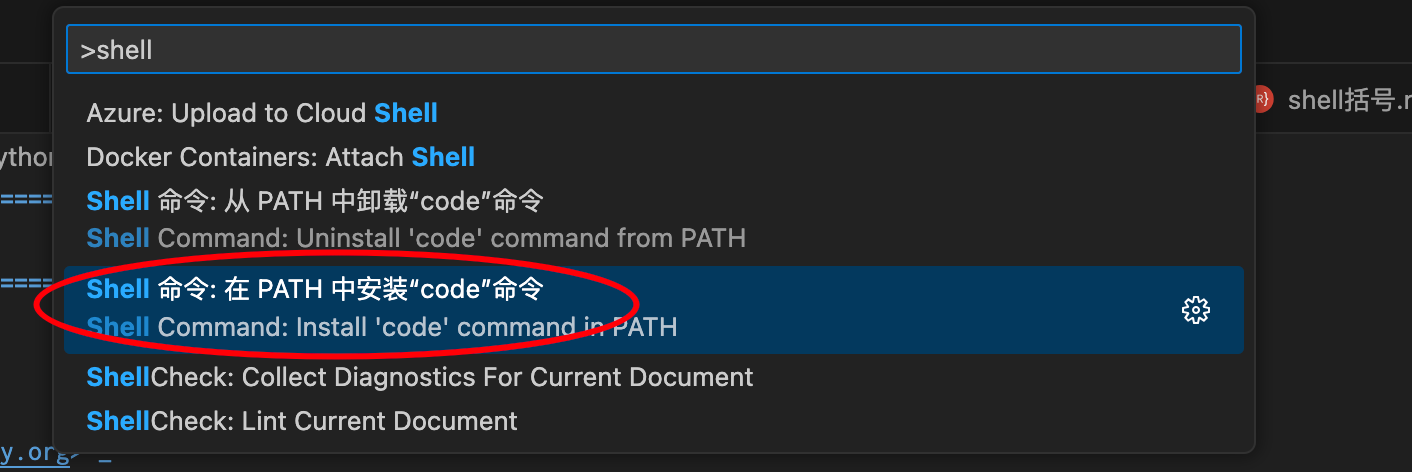 >shell
Azure: Upload to Cloud Shell
shell括号.r
Docker Containers: Attach Shell
ython
Shell 命令: 从 PATH 中卸载“code”命令
=====
Shell Command: Uninstall 'code' command from PATH
Shell 命令: 在 PATH 中安装“code”命令
=====
Shell Command: Install 'code' command in PATH
ShellCheck: Collect Diagnostics For Current Document
ShellCheck: Lint Current Document
y.org> _